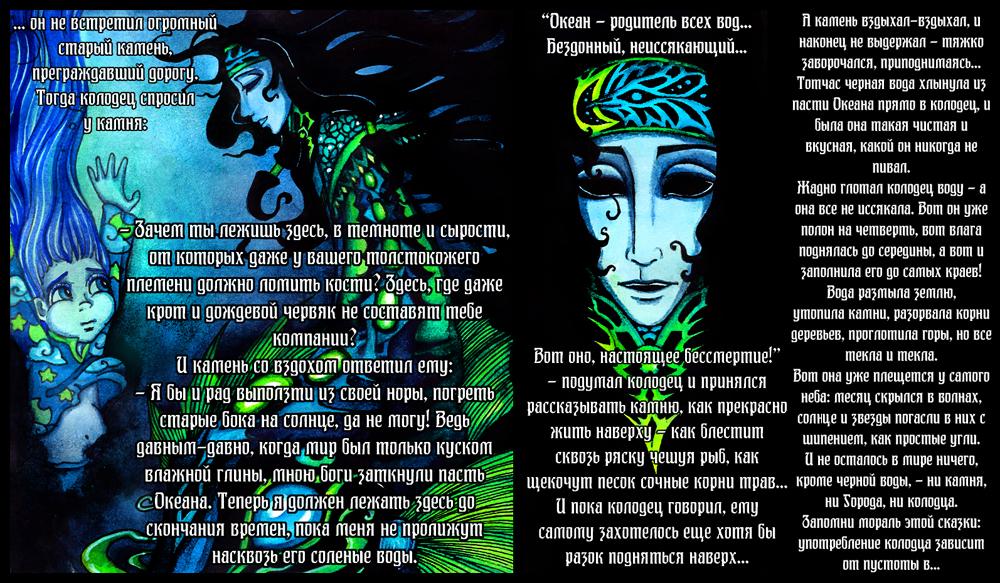 ... он не встретил огромный
старый камень,
преграждавший дорогу.
Тогда колодец спросил
у камня:
– Зачем ты лежишь здесь, в темноте и сырости,
от которых даже у вашего толстокожего
племени должно ломить кости? Здесь, где даже
крот и дождевой червяк не составят тебе
компании?
И камень со вздохом ответил ему:
– Я бы и рад выползти из своей норы, погреть
старые бока на солнце, да не могу! Ведь
давным-давно, когда мир был только куском
влажной глины, мною боги заткнули пасть
Океана. Теперь я должен лежать здесь до
скончания времен, пока меня не пролижут
насквозь его соленые воды.
“Океан – родитель всех вод...
Бездонный, неиссякающий...
Вот оно, настоящее бессмертие!”
– подумал колодец и принялся
рассказывать камню, как прекрасно
жить наверху – как блестит
сквозь ряску чешуя рыб, как
щекочут песок сочные корни трав...
И пока колодец говорил, ему
самому захотелось еще хотя бы
разок подняться наверх...
А камень вздыхал-вздыхал, и
наконец не выдержал – тяжко
заворочался, приподнимаясь...
Тотчас черная вода хлынула из
пасти Океана прямо в колодец, и
была она такая чистая и
вкусная, какой он никогда не
пивал.
Жадно глотал колодец воду – а
она все не иссякала. Вот он уже
полон на четверть, вот влага
поднялась до середины, а вот и
заполнила его до самых краев!
Вода размыла землю,
утопила камни, разорвала корни
деревьев, проглотила горы, но все
текла и текла.
Вот она уже плещется у самого
неба: месяц скрылся в волнах,
солнце и звезды погасли в них с
шипением, как простые угли.
И не осталось в мире ничего,
кроме черной воды, – ни камня,
ни Sорода, ни колодца.
Запомни мораль этой сказки:
употребление колодца зависит
от пустоты в...